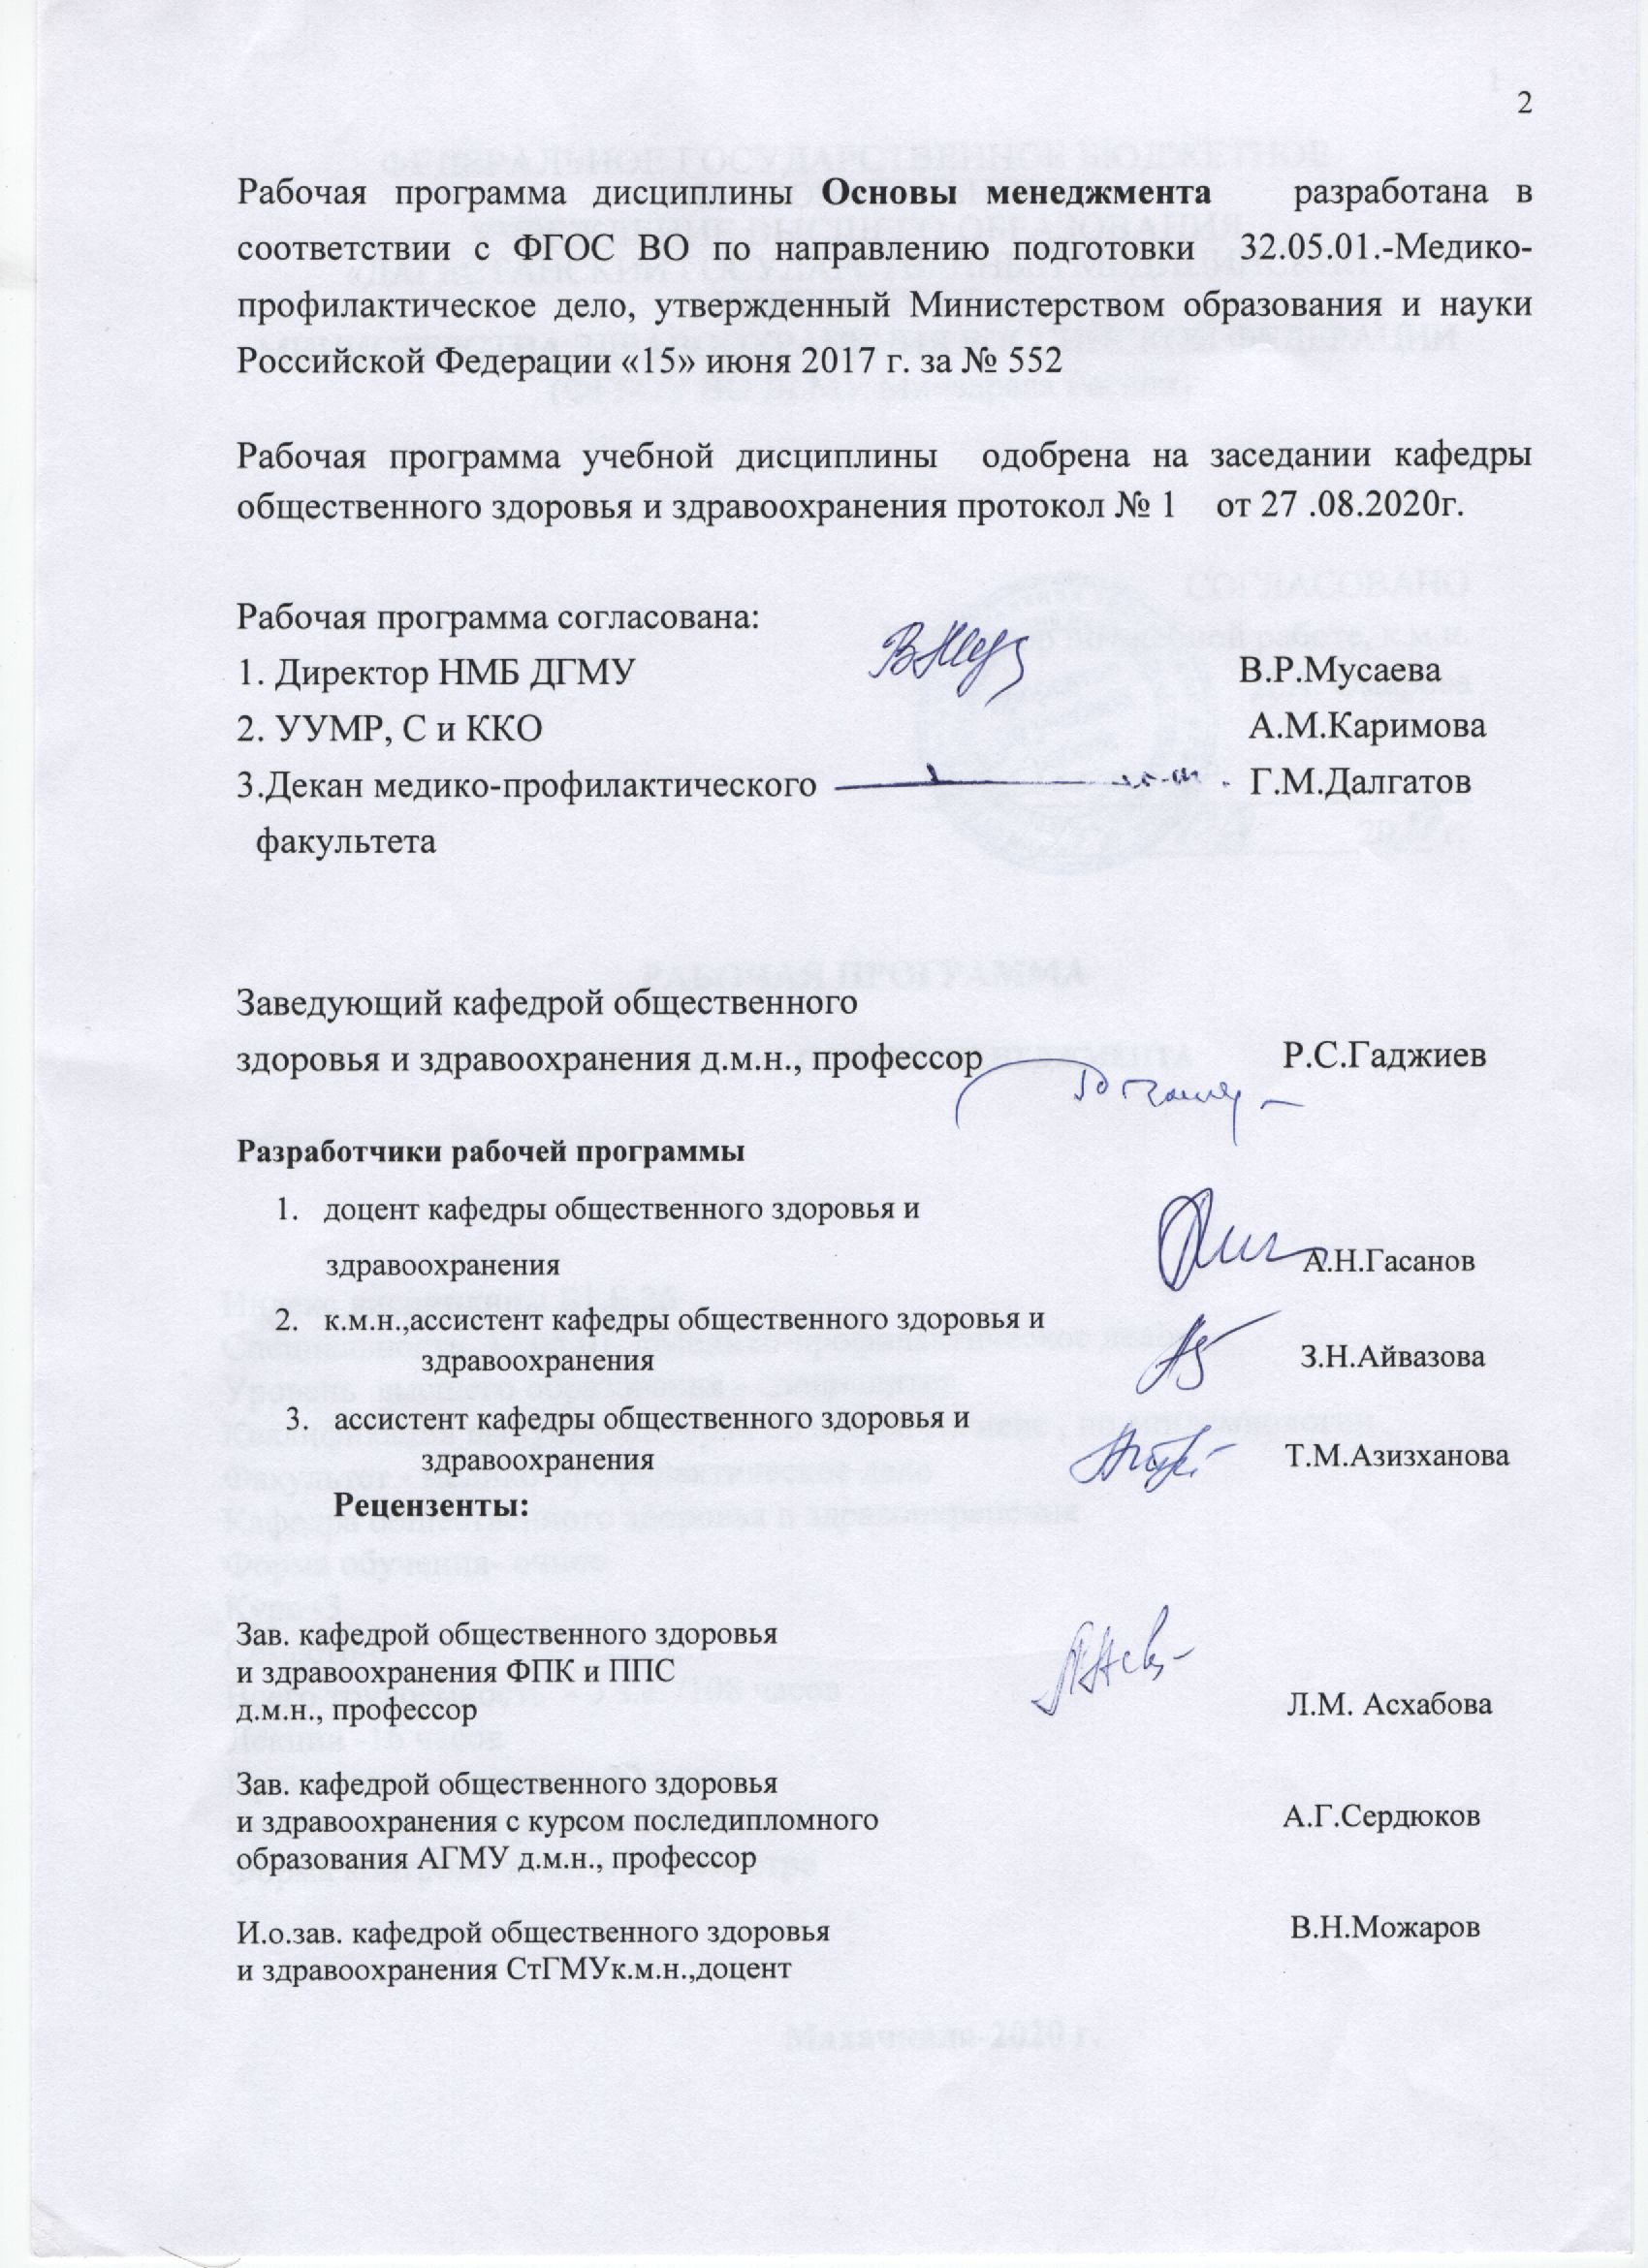 2
Рабочая программа дисциплины Основы менеджмента разработана в
соответствии с ФГОС ВО по направлению подготовки 32.05.01.-Медико-
профилактическое дело, утвержденный Министерством образования и науки
Российской Федерации «15» июня 2017 г. за № 552
Рабочая программа учебной дисциплины одобрена на заседании кафедры
общественного здоровья и здравоохранения протокол № 1 от 27 .08.2020г.
Рабочая программа согласована:
1. Директор НМБ ДГМУ В.Р.Мусаева
2. УУМР, С и ККО А.М.Каримова
3.Декан медико-профилактического Г.М.Далгатов
факультета
Заведующий кафедрой общественного
здоровья и здравоохранения д.м.н., профессор Р.С.Гаджиев
Разработчики рабочей программы
1. доцент кафедры общественного здоровья и
здравоохранения А.Н.Гасанов
2. к.м.н.,ассистент кафедры общественного здоровья и
здравоохранения З.Н.Айвазова
3. ассистент кафедры общественного здоровья и
здравоохранения Т.М.Азизханова
Рецензенты:
Зав. кафедрой общественного здоровья
и здравоохранения ФПК и ППС
д.м.н., профессор Л.М. Асхабова
Зав. кафедрой общественного здоровья
и здравоохранения с курсом последипломного А.Г.Сердюков
образования АГМУ д.м.н., профессор
И.о.зав. кафедрой общественного здоровья В.Н.Можаров
и здравоохранения СтГМУк.м.н.,доцент